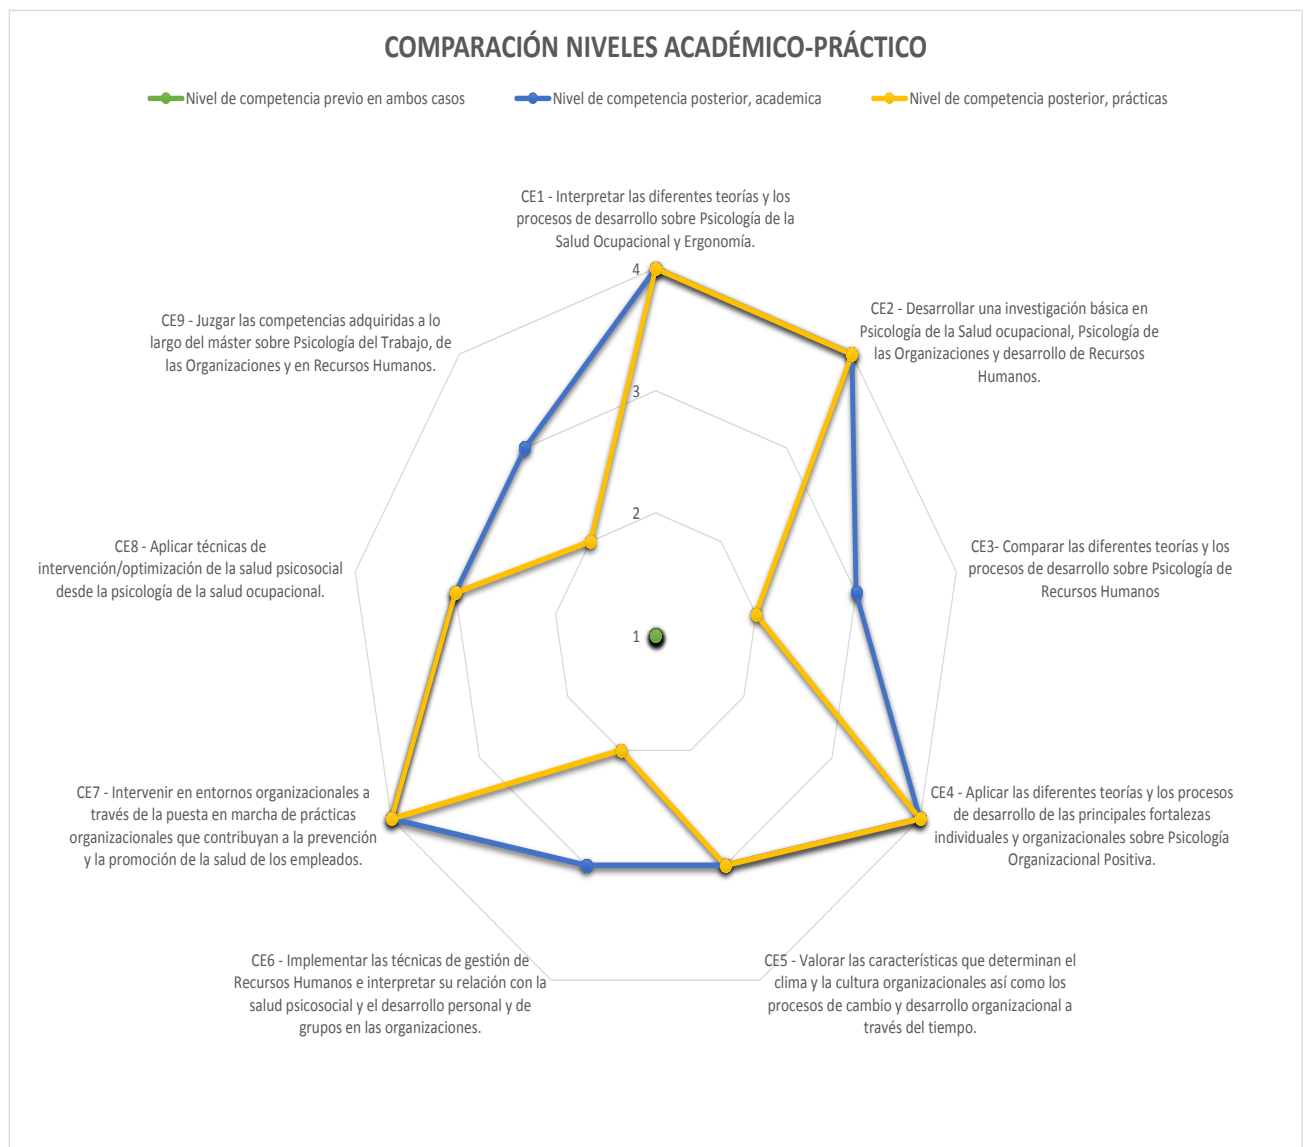 COMPARACIÓN NIVELES ACADÉMICO-PRÁCTICO
Nivel de competencia previo en ambos casos
Nivel de competencia posterior, academica
Nivel de competencia posterior, prácticas
CE1 - Interpretar las diferentes teorías y los
procesos de desarrollo sobre Psicología de la
Salud Ocupacional y Ergonomía.
4
3
2
1
CE2 - Desarrollar una investigación básica en
Psicología de la Salud ocupacional, Psicología de
las Organizaciones y desarrollo de Recursos
Humanos.
CE3- Comparar las diferentes teorías y los
procesos de desarrollo sobre Psicología de
Recursos Humanos
CE4 - Aplicar las diferentes teorías y los procesos
de desarrollo de las principales fortalezas
individuales y organizacionales sobre Psicología
Organizacional Positiva.
CE5 - Valorar las características que determinan el
clima y la cultura organizacionales así como los
procesos de cambio y desarrollo organizacional a
través del tiempo.
CE6 - Implementar las técnicas de gestión de
Recursos Humanos e interpretar su relación con la
salud psicosocial y el desarrollo personal y de
grupos en las organizaciones.
CE7 - Intervenir en entornos organizacionales a
través de la puesta en marcha de prácticas
organizacionales que contribuyan a la prevención
y la promoción de la salud de los empleados.
CE8 - Aplicar técnicas de
intervención/optimización de la salud psicosocial
desde la psicología de la salud ocupacional.
CE9 - Juzgar las competencias adquiridas a lo
largo del máster sobre Psicología del Trabajo, de
las Organizaciones y en Recursos Humanos.